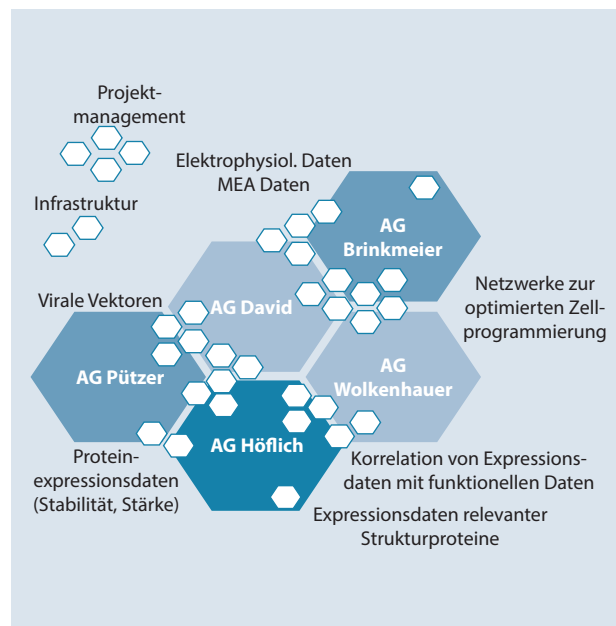 Projekt-
management
Elektrophysiol. Daten
MEA Daten
Infrastruktur
AG
Brinkmeier
Netzwerke zur
optimierten Zell-
programmierung
Virale Vektoren
AG David
AG Pützer
AG
Wolkenhauer
AG Höflich
Protein-
expressionsdaten
(Stabilität, Stärke)
Korrelation von Expressions-
daten mit funktionellen Daten
Expressionsdaten relevanter
Strukturproteine